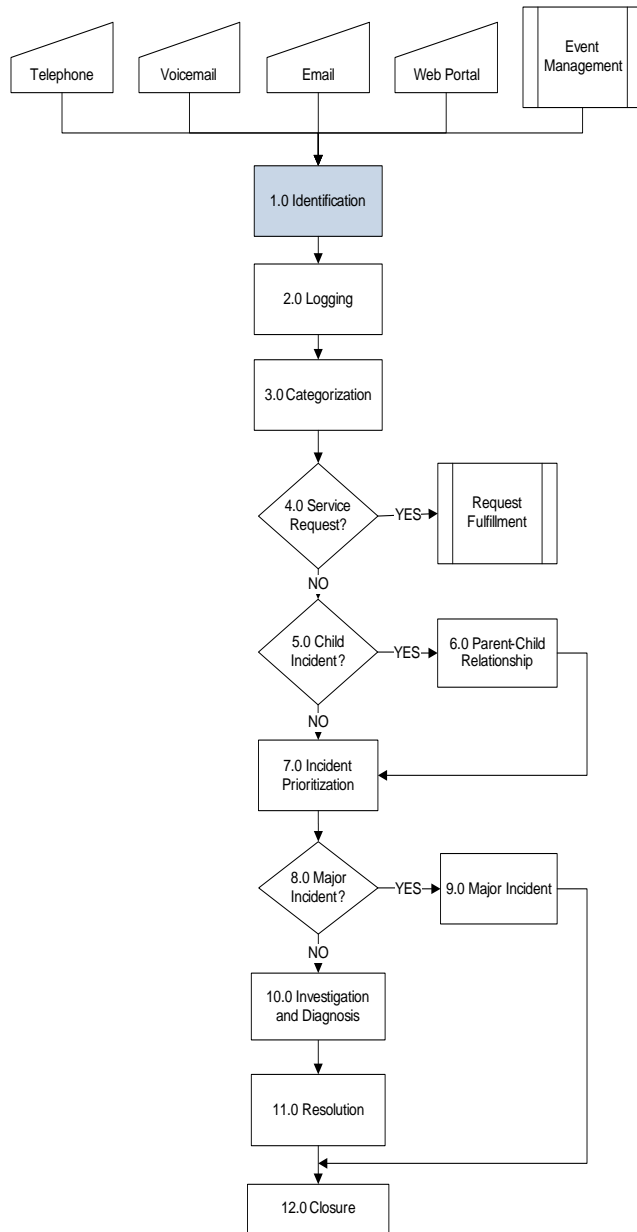 Telephone
Voicemail
Email
Web Portal
Event
Management
1.0 Identification
2.0 Logging
3.0 Categorization
4.0 Service
Request?
YES
Request
Fulfillment
NO
5.0 Child
Incident?
YES
6.0 Parent-Child
Relationship
NO
7.0 Incident
Prioritization
8.0 Major
Incident?
YES
9.0 Major Incident
NO
10.0 Investigation
and Diagnosis
11.0 Resolution
12.0 Closure